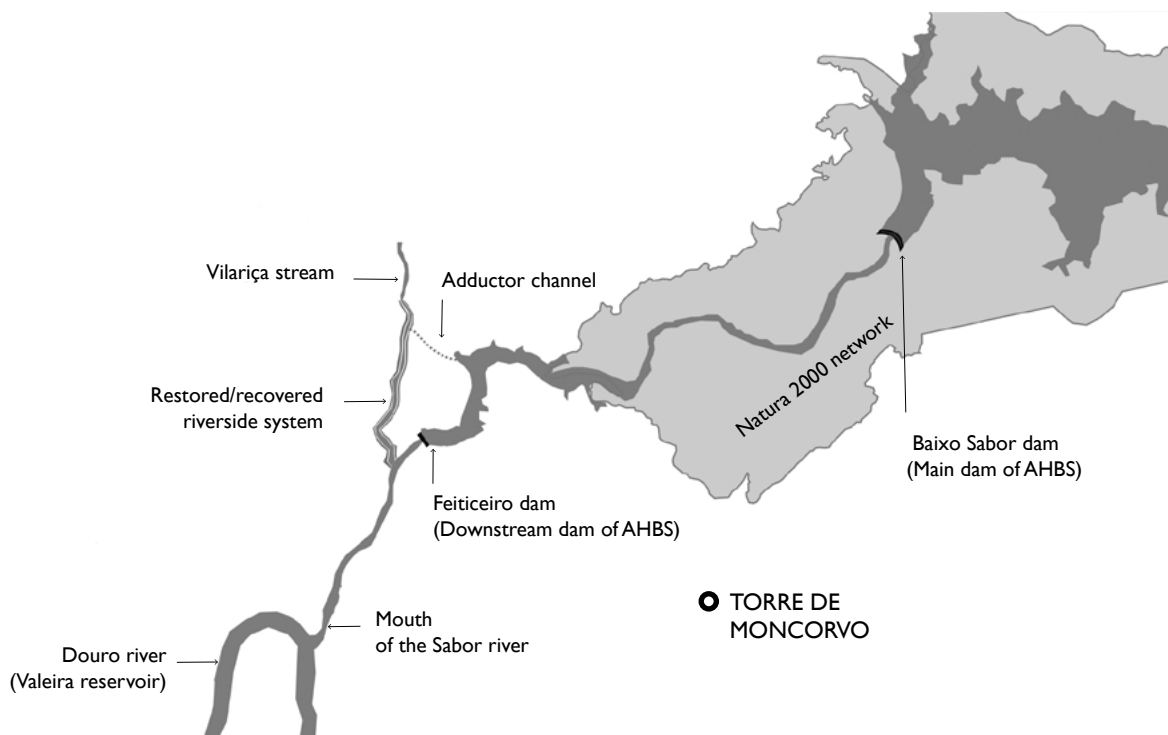 Vilariça stream
Adductor channel
Restored/recovered
riverside system
Natura 2000 network
Baixo Sabor dam
(Main dam of AHBS)
Feiticeiro dam
(Downstream dam of AHBS)
TORRE DE
MONCORVO
Mouth
of the Sabor river
Douro river
(Valeira reservoir)